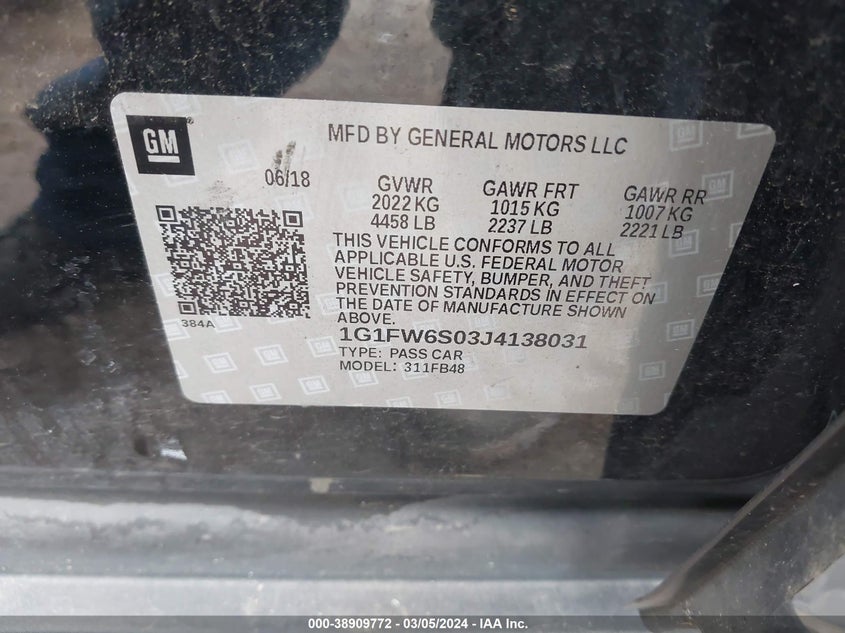 GM
MFD BY GENERAL MOTORS LLC
06/18
GVWR
2022 KG
4458 LB
GAWR FRT
1015 KG
2237 LB
GAWR RR
1007 KG
2221 LB
THIS VEHICLE CONFORMS TO ALL
APPLICABLE U.S. FEDERAL MOTOR
VEHICLE SAFETY, BUMPER, AND THEFT
PREVENTION STANDARDS IN EFFECT ON
THE DATE OF MANUFACTURE SHOWN
ABOVE.
384A
1G1FW6S03J4138031
TYPE: PASS CAR
MODEL: 311FB48
000-38909772 - 03/05/2024 - IAA Inc.